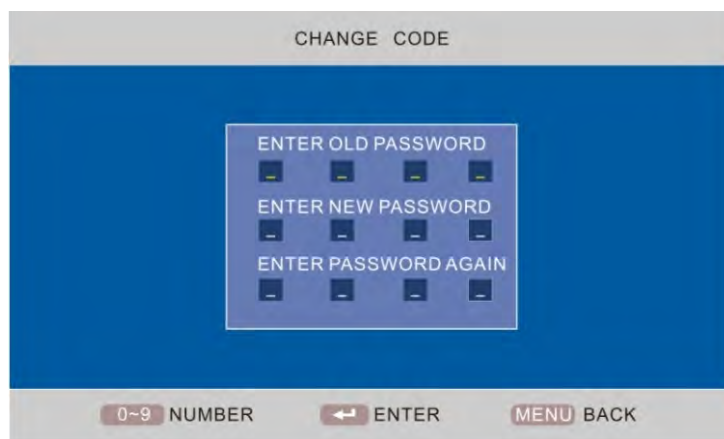 CHANGE CODE
ENTER OLD PASSWORD
_ _ _ _
ENTER NEW PASSWORD
_ _ _ _
ENTER PASSWORD AGAIN
_ _ _ _
0~9 NUMBER ↵ ENTER MENU BACK